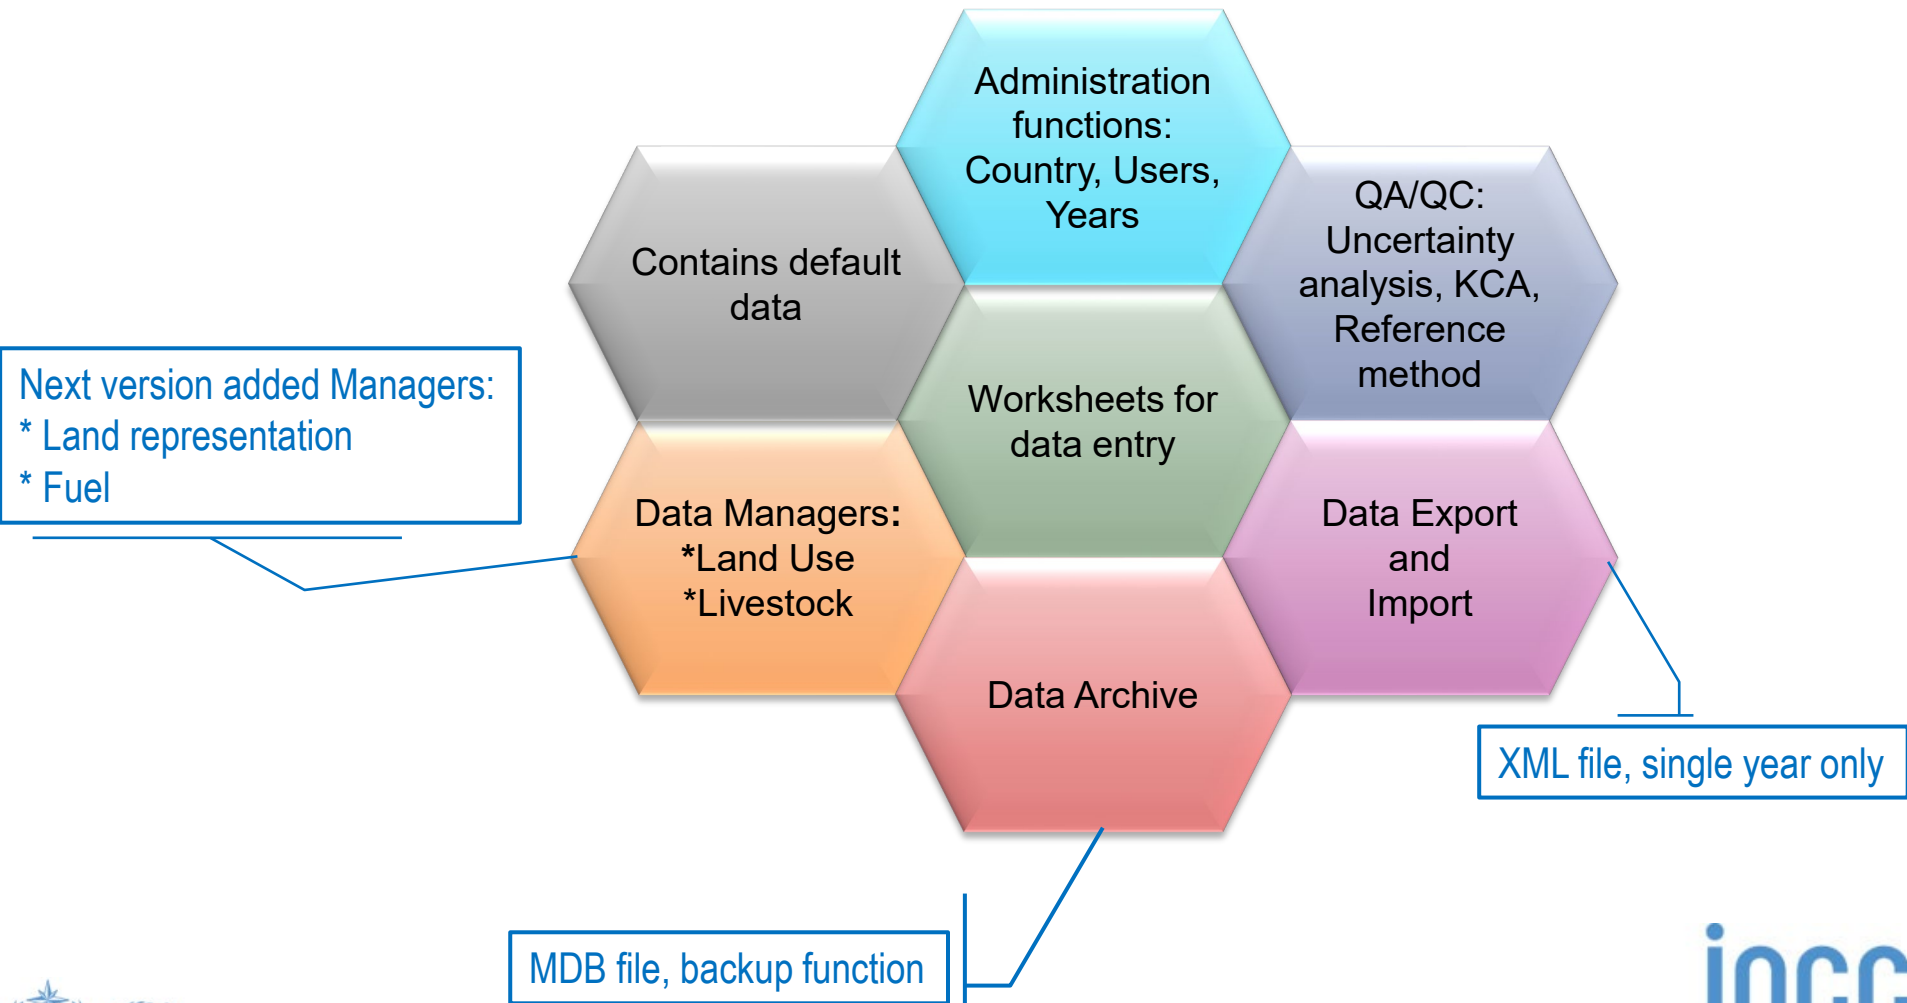 Administration
functions:
Country, Users,
Years
QA/QC:
Uncertainty
analysis, KCA,
Reference
method
Contains default
data
Next version added Managers:
* Land representation
* Fuel
Worksheets for
data entry
Data Managers:
*Land Use
*Livestock
Data Export
and
Import
Data Archive
XML file, single year only
MDB file, backup function